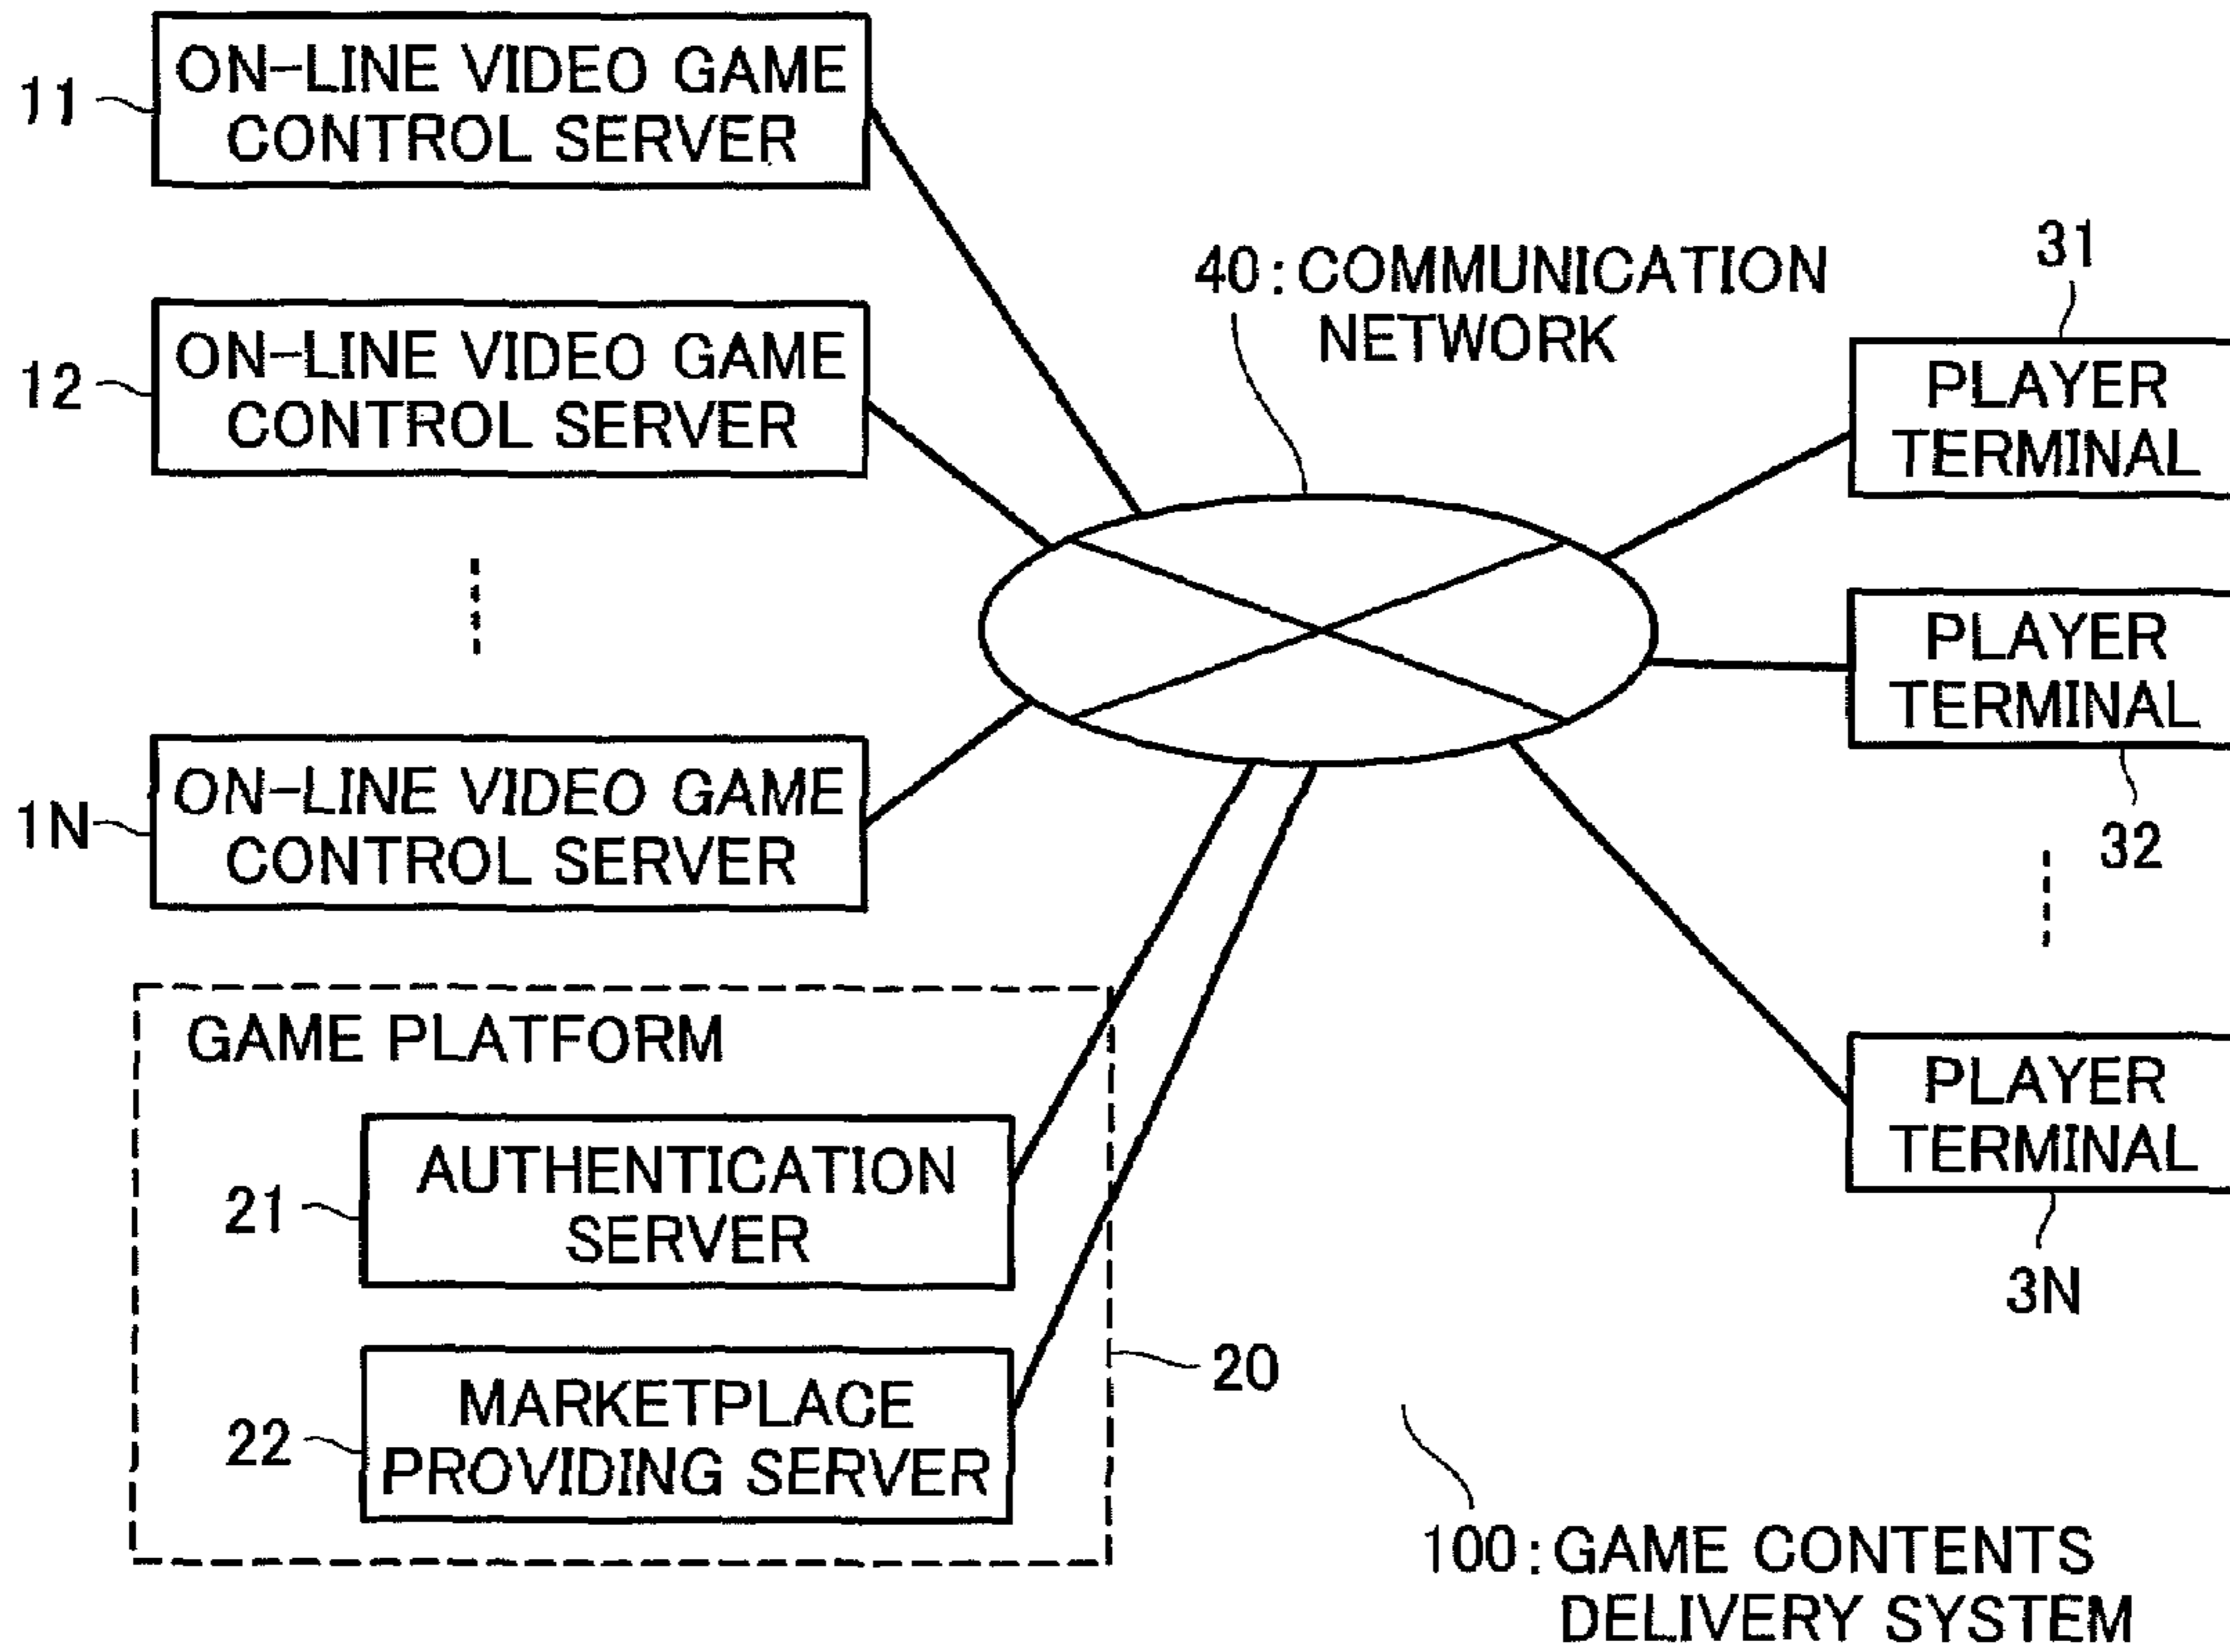 11
ON-LINE VIDEO GAME
CONTROL SERVER
12
ON-LINE VIDEO GAME
CONTROL SERVER
1N
ON-LINE VIDEO GAME
CONTROL SERVER
40:COMMUNICATION
NETWORK
31
PLAYER
TERMINAL
PLAYER
TERMINAL
32
PLAYER
TERMINAL
3N
GAME PLATFORM
21
AUTHENTICATION
SERVER
22
MARKETPLACE
PROVIDING SERVER
20
100:GAME CONTENTS
DELIVERY SYSTEM